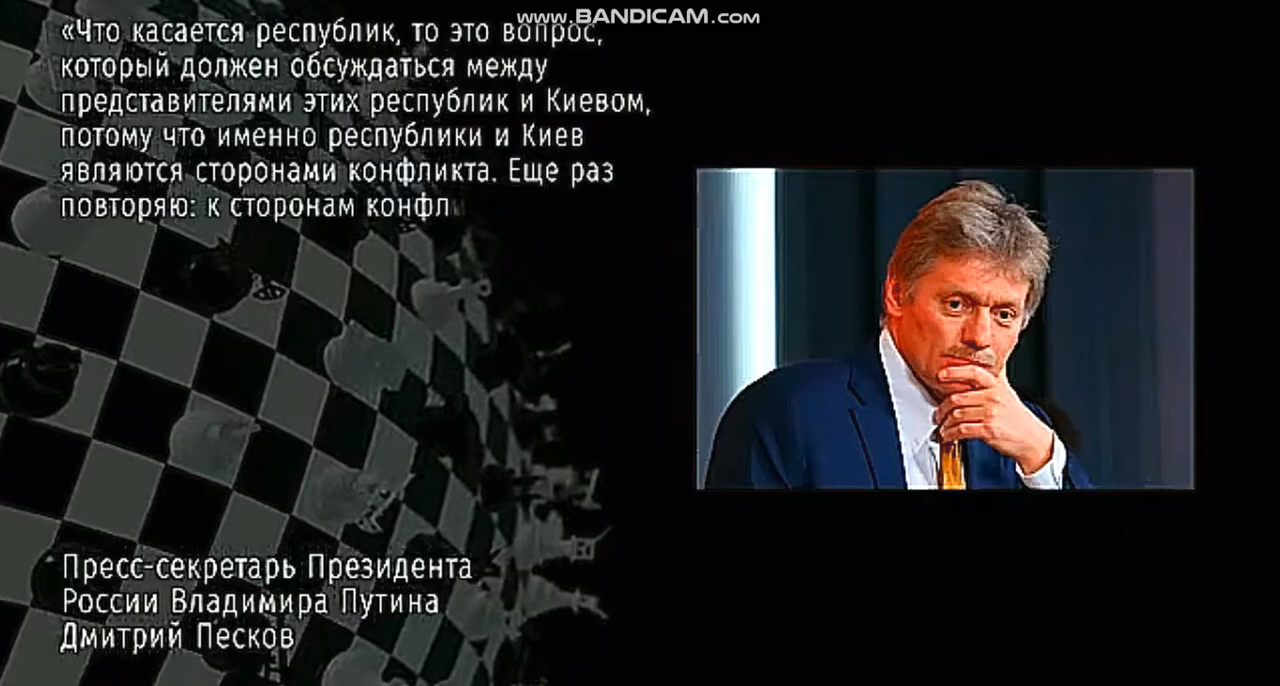 www.BANDICAM.com
«Что касается республик, то это вопрос,
который должен обсуждаться между
представителями этих республик и Киевом,
потому что именно республики и Киев
являются сторонами конфликта. Еще раз
повторяю: к сторонам конфл
Пресс-секретарь Президента
России Владимира Путина
Дмитрий Песков